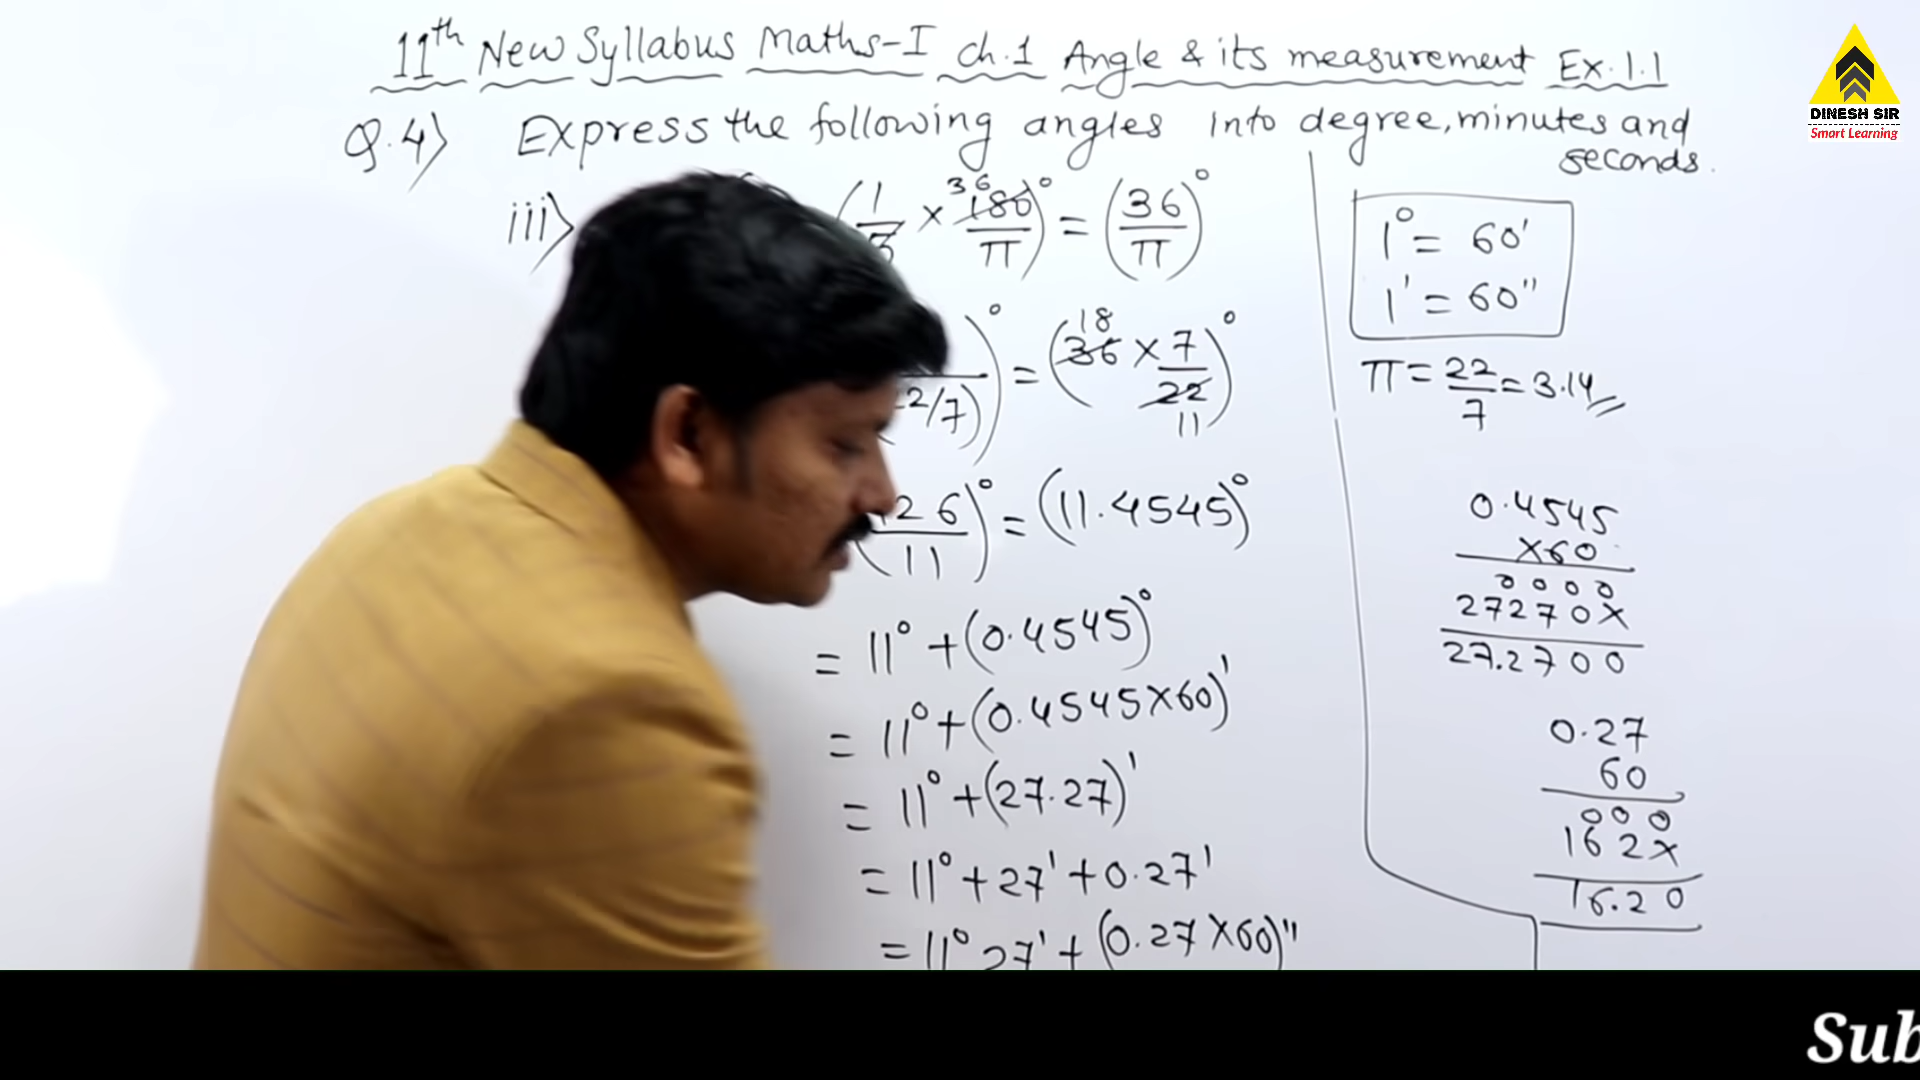 11th New Syllabus Maths-I Ch.1 Angle & its measurement Ex.1.1
Q.4) Express the following angles into degree, minutes and seconds.
iii) (1/5 × 180/π)° = (36/π)°
36
2/7)° = (36 × 7/22)°
18
11
126/11)° = (11.4545)°
= 11° + (0.4545)°
= 11° + (0.4545×60)'
= 11° + (27.27)'
= 11° + 27' + 0.27'
= 11° 27' + (0.27×60)"
1° = 60'
1' = 60"
π = 22/7 = 3.14
0.4545
×60
0000
27270×
27.2700
0.27
60
000
162×
16.20
DINESH SIR
Smart Learning
Sub